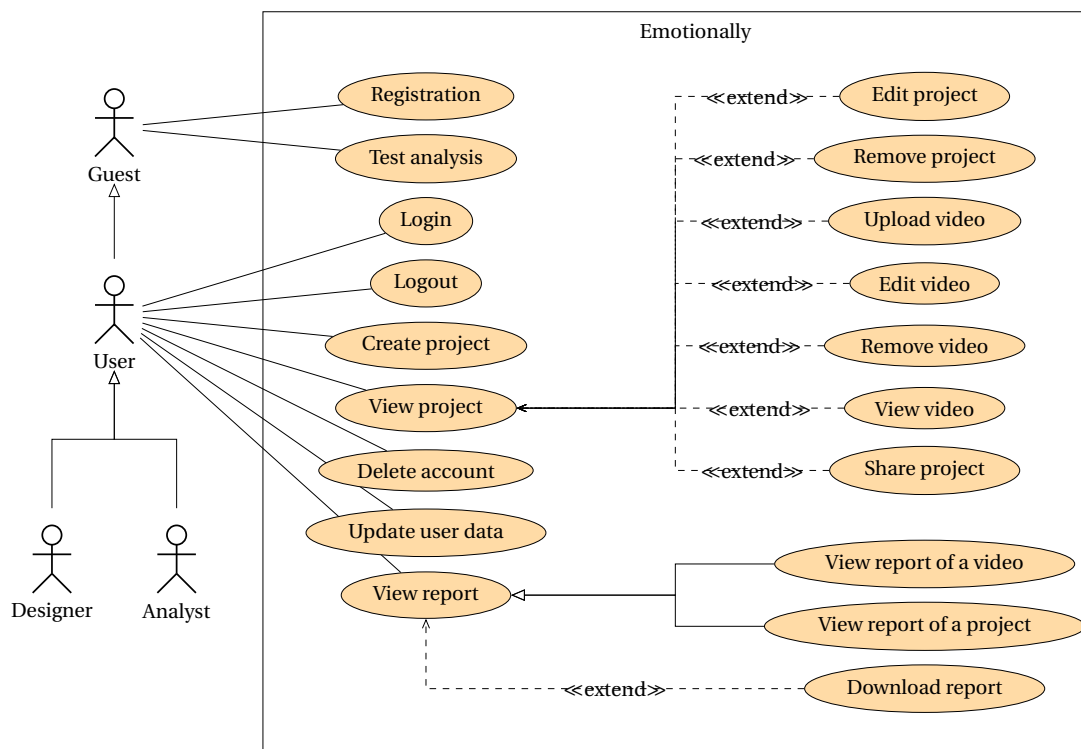 Emotionally
Registration
≪extend≫
Edit project
Guest
Test analysis
≪extend≫
Remove project
Login
≪extend≫
Upload video
Logout
≪extend≫
Edit video
User
Create project
≪extend≫
Remove video
View project
≪extend≫
View video
Delete account
≪extend≫
Share project
Update user data
View report of a video
Designer
Analyst
View report
View report of a project
≪extend≫
Download report